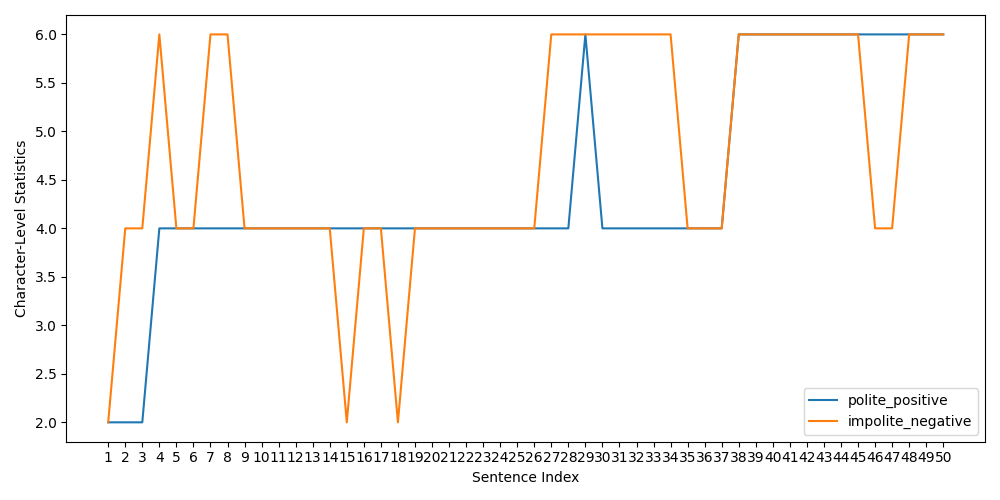 6.0
5.5
5.0
4.5
4.0
3.5
3.0
2.5
2.0
Character-Level Statistics
1 2 3 4 5 6 7 8 9 10 11 12 13 14 15 16 17 18 19 20 21 22 23 24 25 26 27 28 29 30 31 32 33 34 35 36 37 38 39 40 41 42 43 44 45 46 47 48 49 50
Sentence Index
polite_positive
impolite_negative